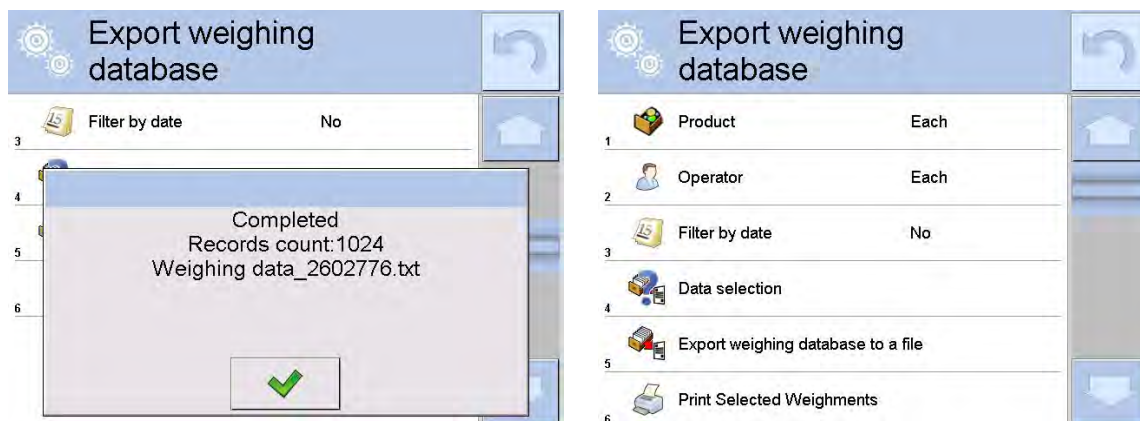 Export weighing
database
15
Filter by date No
3
4
5
6
Completed
Records count:1024
Weighing data_2602776.txt
Export weighing
database
Product Each
1
Operator Each
2
15
Filter by date No
3
Data selection
4
Export weighing database to a file
5
Print Selected Weighments
6